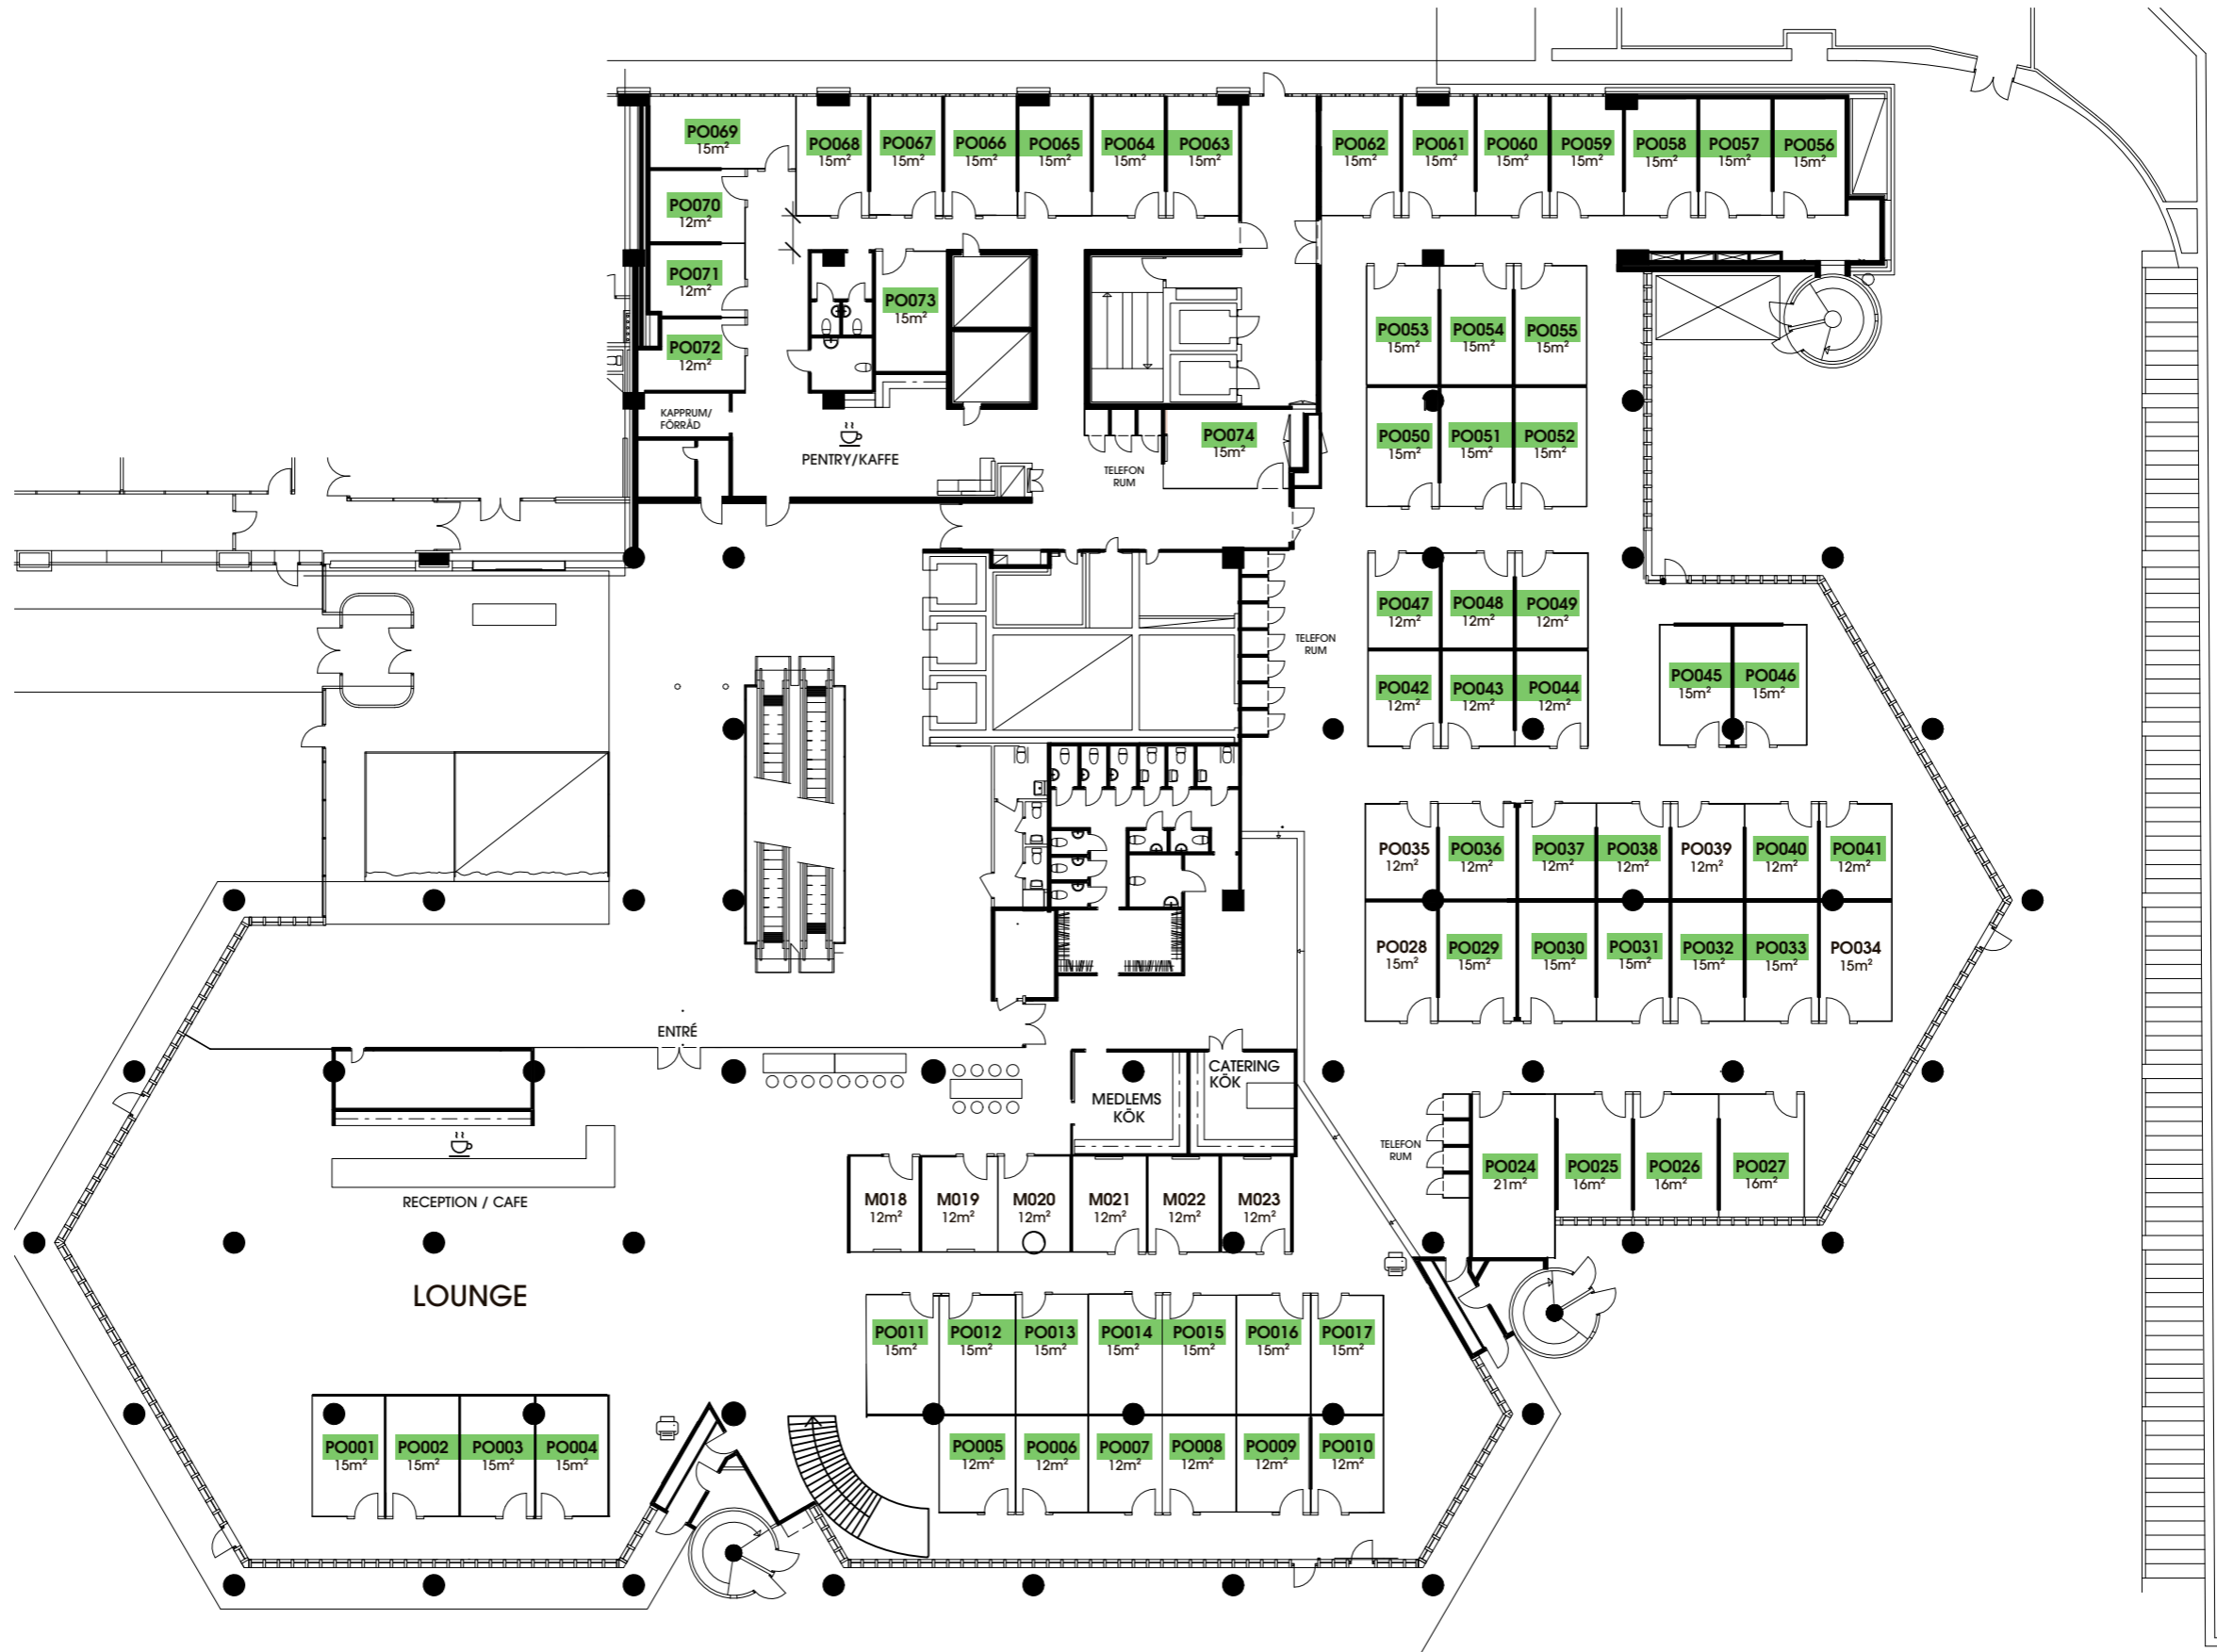 PO069
15m²
PO068
15m²
PO067
15m²
PO066
15m²
PO065
15m²
PO064
15m²
PO063
15m²
PO062
15m²
PO061
15m²
PO060
15m²
PO059
15m²
PO058
15m²
PO057
15m²
PO056
15m²
PO070
12m²
PO071
12m²
PO072
12m²
PO073
15m²
PO053
15m²
PO054
15m²
PO055
15m²
KAPPRUM/
FÖRRÅD
PENTRY/KAFFE
TELEFON
RUM
PO074
15m²
PO050
15m²
PO051
15m²
PO052
15m²
PO047
12m²
PO048
12m²
PO049
12m²
TELEFON
RUM
PO042
12m²
PO043
12m²
PO044
12m²
PO045
15m²
PO046
15m²
PO035
12m²
PO036
12m²
PO037
12m²
PO038
12m²
PO039
12m²
PO040
12m²
PO041
12m²
PO028
15m²
PO029
15m²
PO030
15m²
PO031
15m²
PO032
15m²
PO033
15m²
PO034
15m²
ENTRÉ
MEDLEMS
KÖK
CATERING
KÖK
TELEFON
RUM
PO024
21m²
PO025
16m²
PO026
16m²
PO027
16m²
RECEPTION / CAFE
M018
12m²
M019
12m²
M020
12m²
M021
12m²
M022
12m²
M023
12m²
LOUNGE
PO011
15m²
PO012
15m²
PO013
15m²
PO014
15m²
PO015
15m²
PO016
15m²
PO017
15m²
PO001
15m²
PO002
15m²
PO003
15m²
PO004
15m²
PO005
12m²
PO006
12m²
PO007
12m²
PO008
12m²
PO009
12m²
PO010
12m²